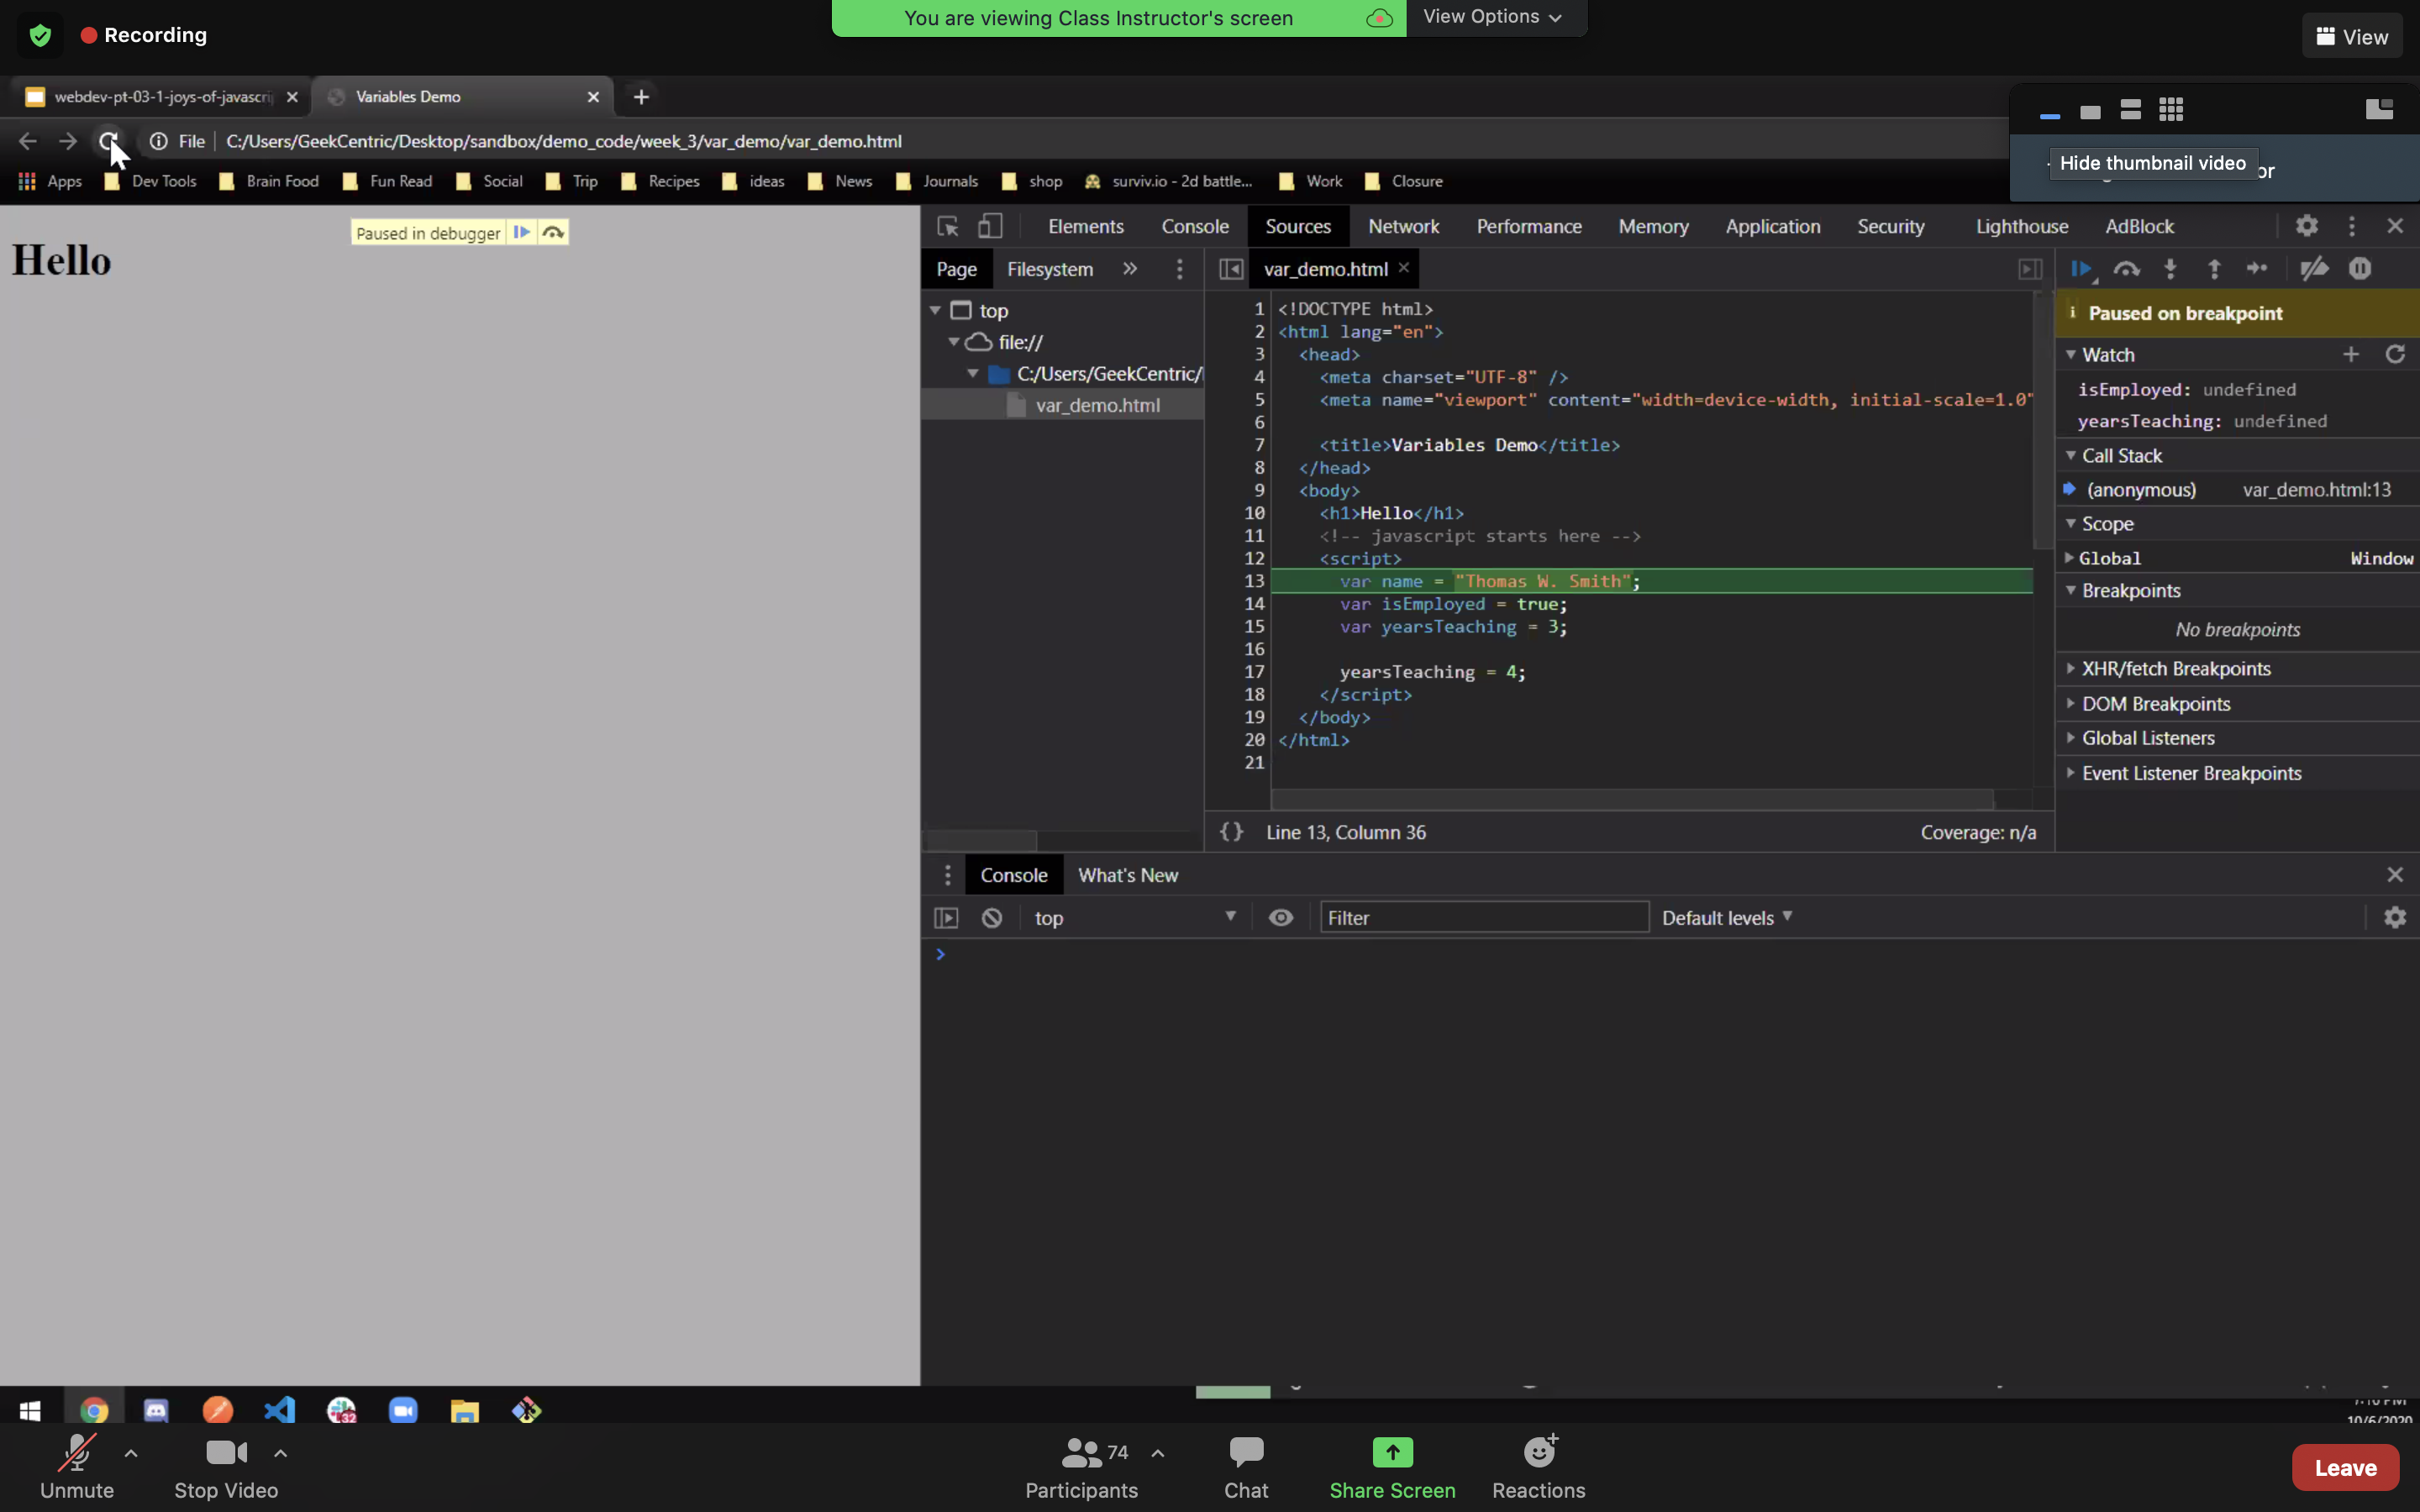 Recording
You are viewing Class Instructor's screen
View Options
View
webdev-pt-03-1-joys-of-javascri
Variables Demo
File
C:/Users/GeekCentric/Desktop/sandbox/demo_code/week_3/var_demo/var_demo.html
Hide thumbnail video
or
Apps
Dev Tools
Brain Food
Fun Read
Social
Trip
Recipes
ideas
News
Journals
shop
surviv.io - 2d battle...
Work
Closure
Hello
Paused in debugger
Elements
Console
Sources
Network
Performance
Memory
Application
Security
Lighthouse
AdBlock
Page
Filesystem
»
top
file://
C:/Users/GeekCentric/
var_demo.html
var_demo.html
1 <!DOCTYPE html>
2 <html lang="en">
3 <head>
4 <meta charset="UTF-8" />
5 <meta name="viewport" content="width=device-width, initial-scale=1.0"
6
7 <title>Variables Demo</title>
8 </head>
9 <body>
10 <h1>Hello</h1>
11 <!-- javascript starts here -->
12 <script>
13 var name = "Thomas W. Smith";
14 var isEmployed = true;
15 var yearsTeaching = 3;
16
17 yearsTeaching = 4;
18 </script>
19 </body>
20 </html>
21
{} Line 13, Column 36
Coverage: n/a
Paused on breakpoint
Watch
isEmployed: undefined
yearsTeaching: undefined
Call Stack
(anonymous) var_demo.html:13
Scope
Global Window
Breakpoints
No breakpoints
XHR/fetch Breakpoints
DOM Breakpoints
Global Listeners
Event Listener Breakpoints
Console
What's New
top
Filter
Default levels
32
10/6/2020
Unmute
Stop Video
74
Participants
Chat
Share Screen
Reactions
Leave